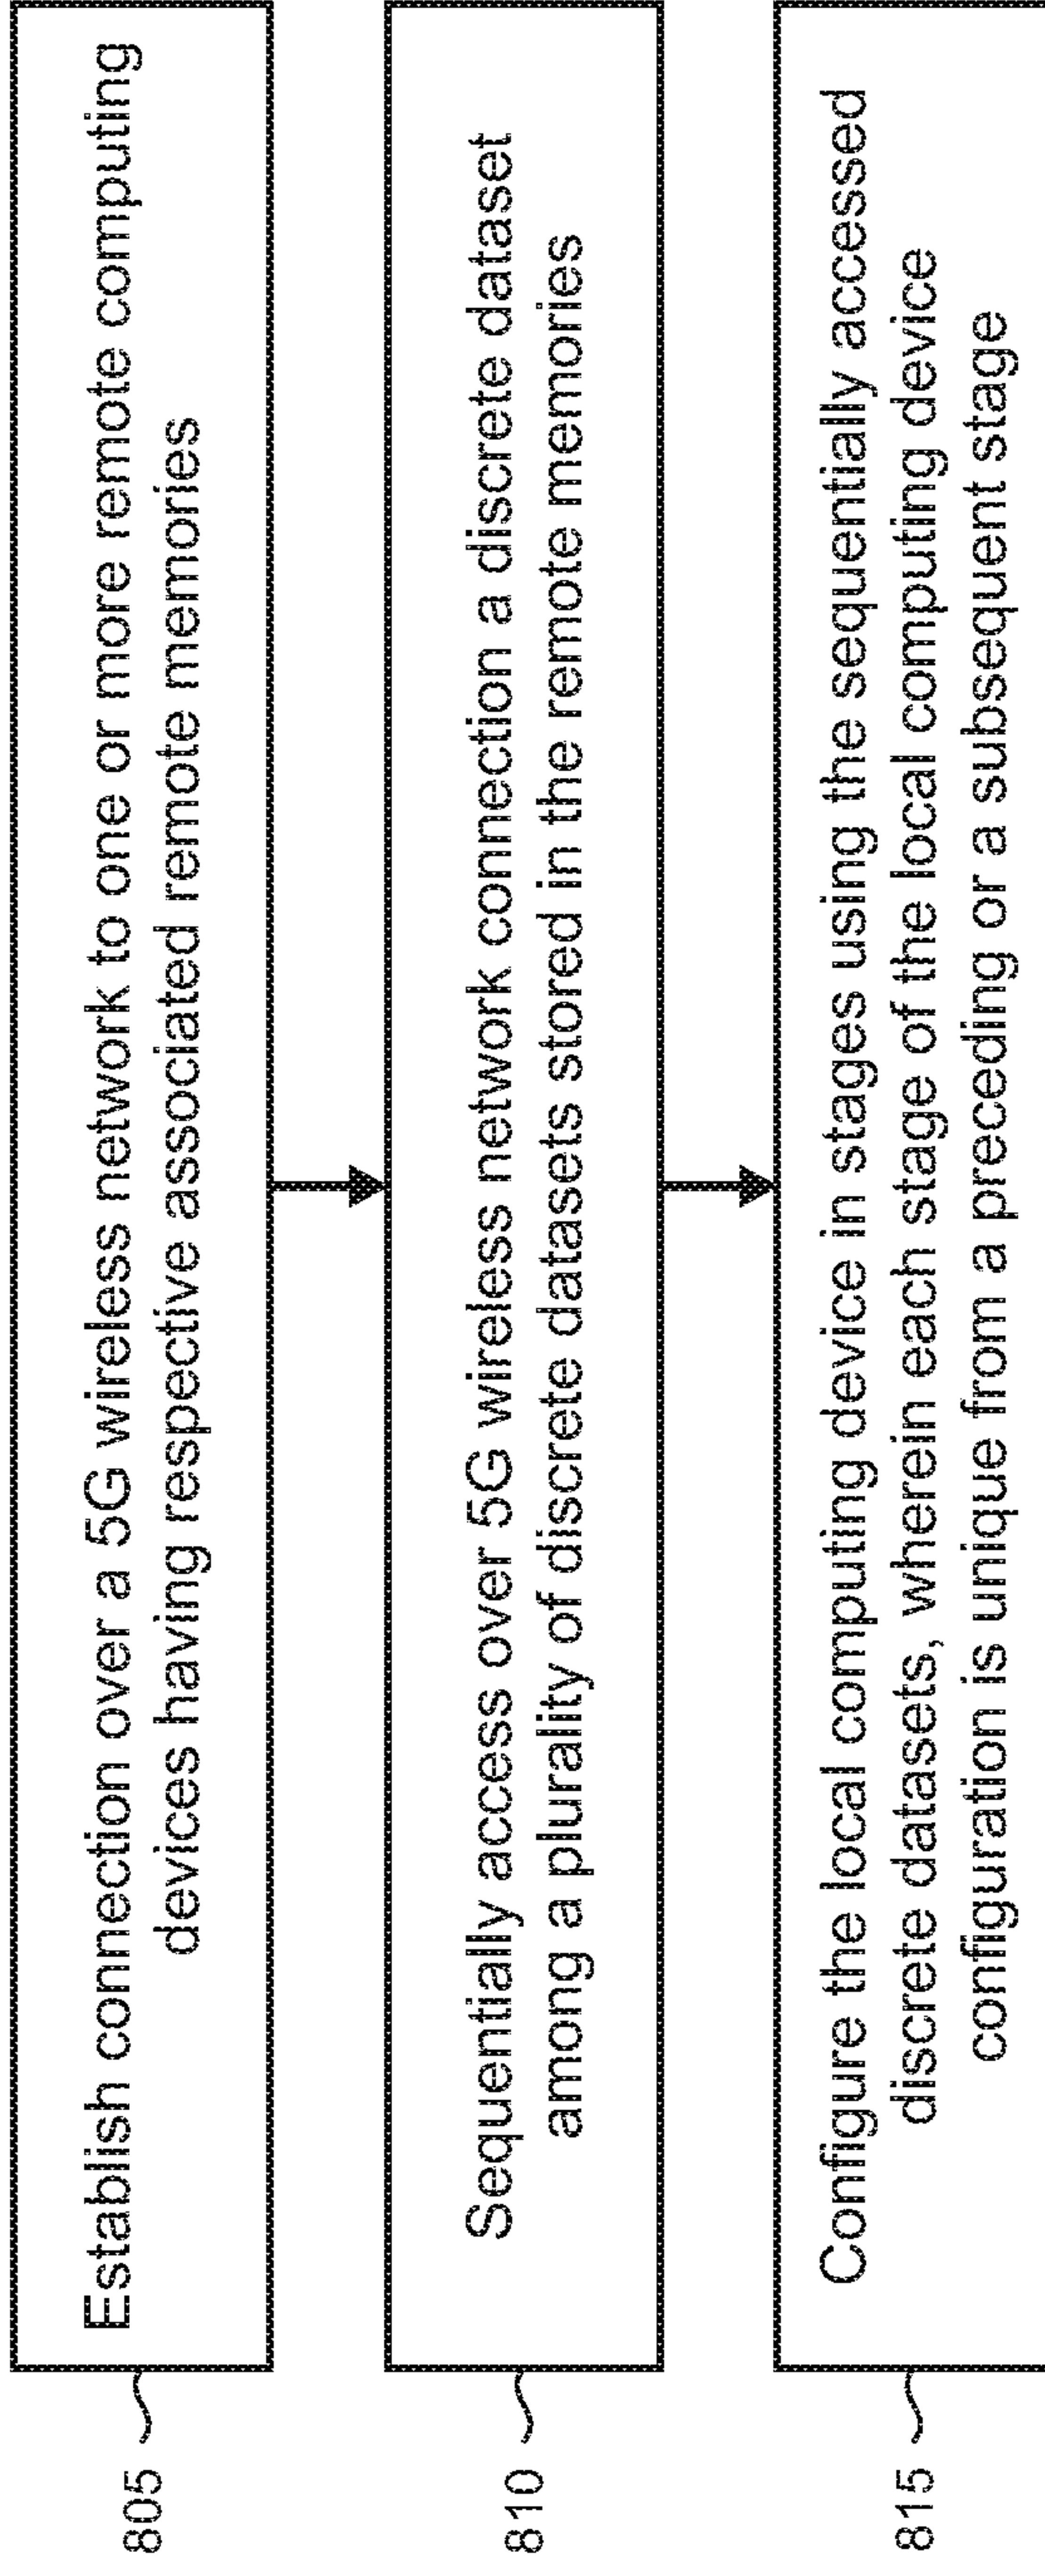 Establish connection over a 5G wireless network to one or more remote computing
devices having respective associated remote memories
805
Sequentially access over 5G wireless network connection a discrete dataset
among a plurality of discrete datasets stored in the remote memories
810
Configure the local computing device in stages using the sequentially accessed
discrete datasets, wherein each stage of the local computing device
configuration is unique from a preceding or a subsequent stage
815